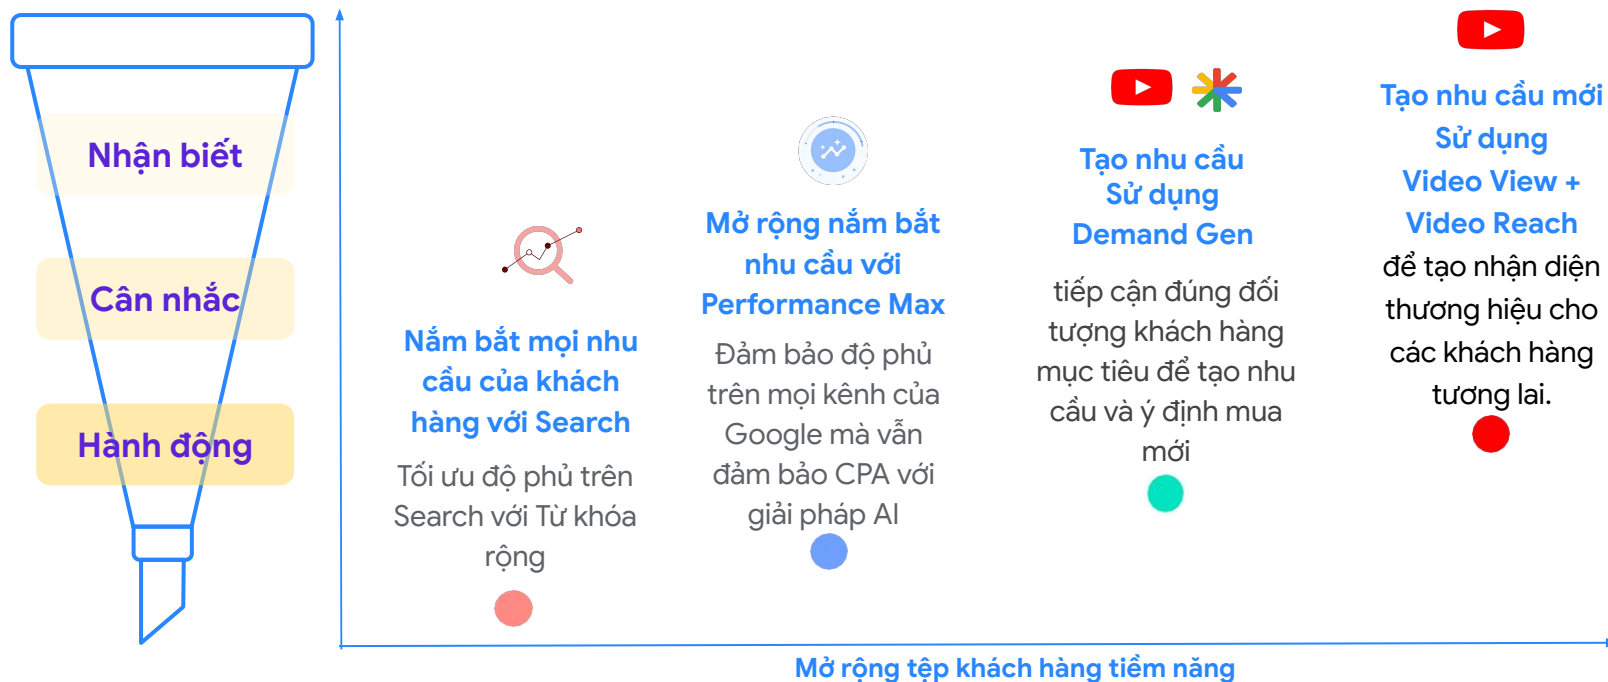 Nhận biết
Cân nhắc
Hành động
Nắm bắt mọi nhu
cầu của khách
hàng với Search
Tối ưu độ phủ trên
Search với Từ khóa
rộng
Mở rộng nắm bắt
nhu cầu với
Performance Max
Đảm bảo độ phủ
trên mọi kênh của
Google mà vẫn
đảm bảo CPA với
giải pháp AI
Tạo nhu cầu
Sử dụng
Demand Gen
tiếp cận đúng đối
tượng khách hàng
mục tiêu để tạo nhu
cầu và ý định mua
mới
Tạo nhu cầu mới
Sử dụng
Video View +
Video Reach
để tạo nhận diện
thương hiệu cho
các khách hàng
tương lai.
Mở rộng tệp khách hàng tiềm năng